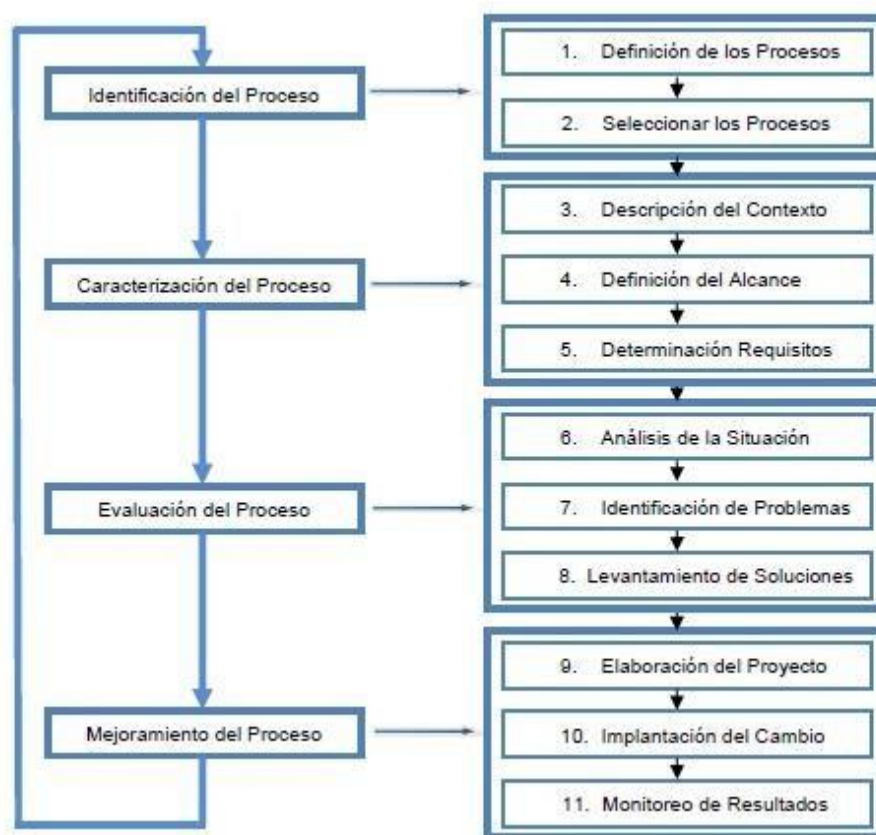 Identificación del Proceso
1. Definición de los Procesos
2. Seleccionar los Procesos
Caracterización del Proceso
3. Descripción del Contexto
4. Definición del Alcance
5. Determinación Requisitos
Evaluación del Proceso
6. Análisis de la Situación
7. Identificación de Problemas
8. Levantamiento de Soluciones
Mejoramiento del Proceso
9. Elaboración del Proyecto
10. Implantación del Cambio
11. Monitoreo de Resultados